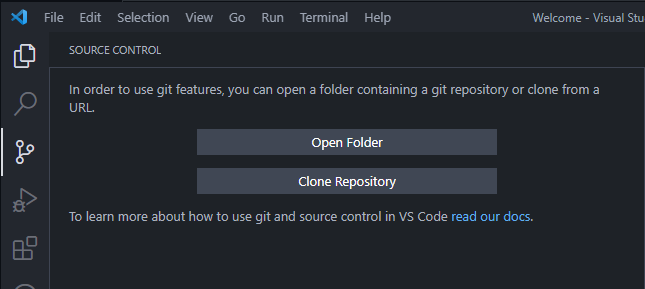 File Edit Selection View Go Run Terminal Help Welcome - Visual Stu
SOURCE CONTROL
In order to use git features, you can open a folder containing a git repository or clone from a
URL.
Open Folder
Clone Repository
To learn more about how to use git and source control in VS Code read our docs.